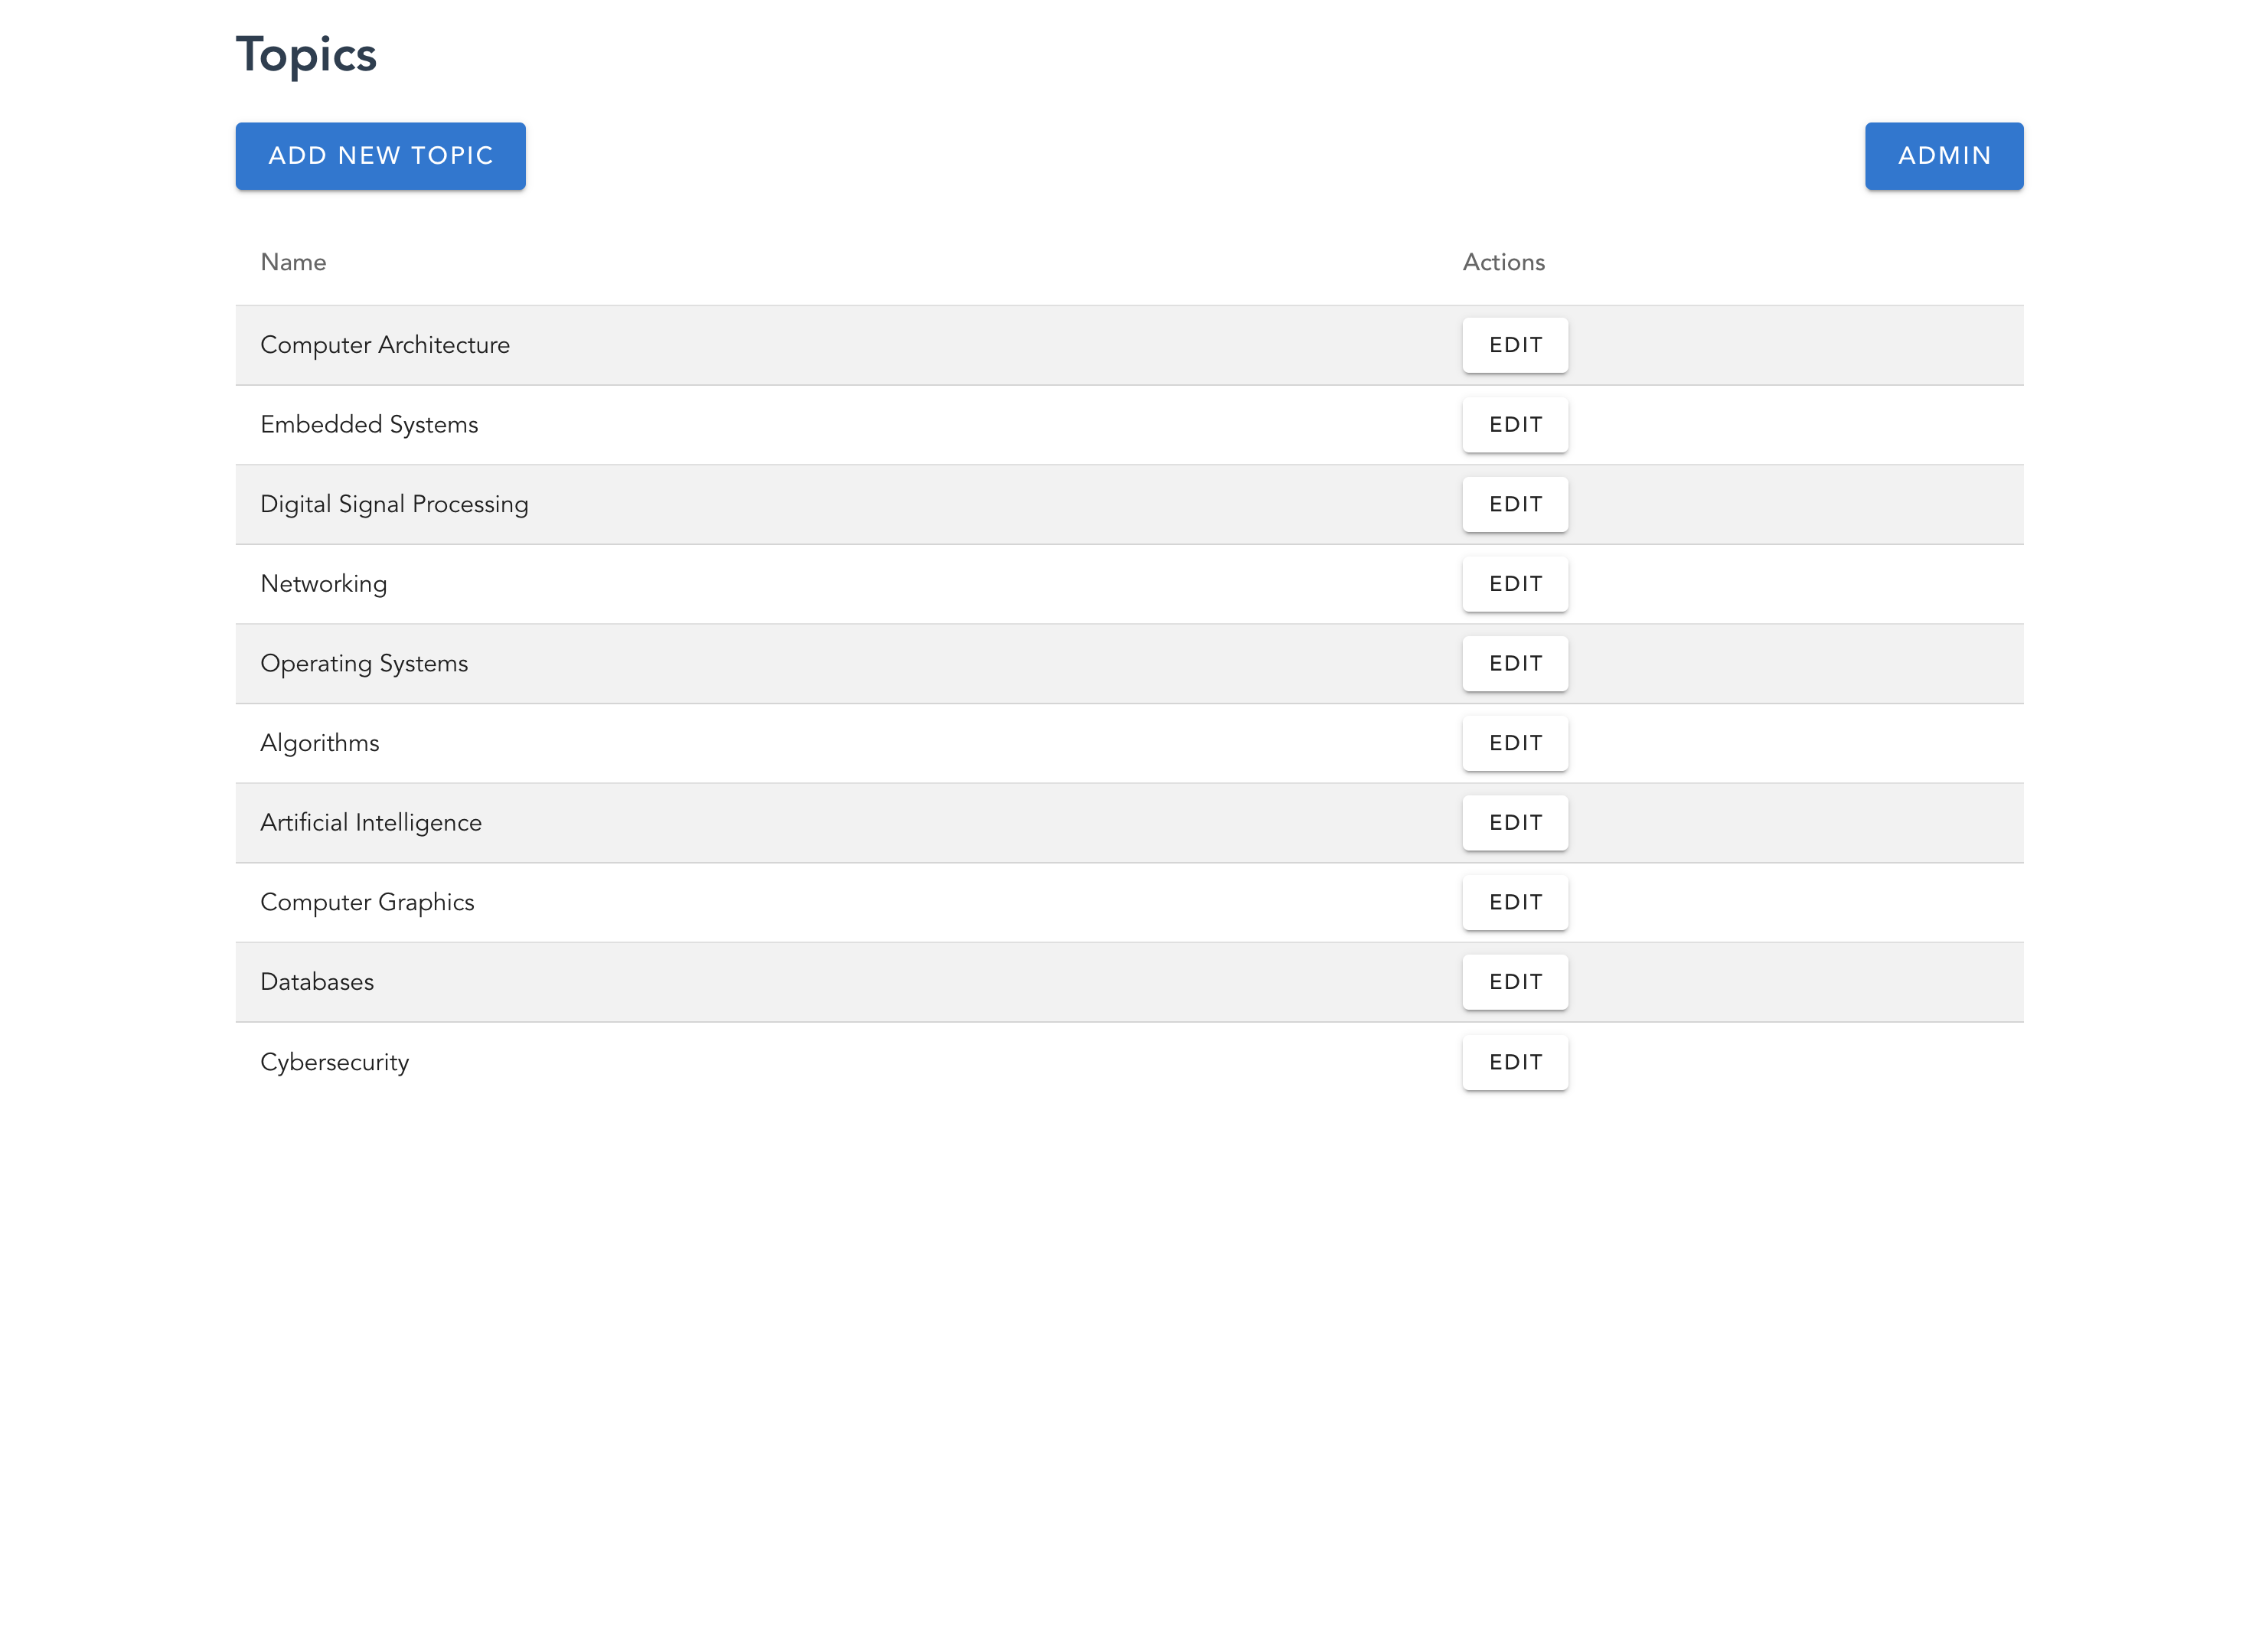 Topics
ADD NEW TOPIC
ADMIN
Name Actions
Computer Architecture EDIT
Embedded Systems EDIT
Digital Signal Processing EDIT
Networking EDIT
Operating Systems EDIT
Algorithms EDIT
Artificial Intelligence EDIT
Computer Graphics EDIT
Databases EDIT
Cybersecurity EDIT